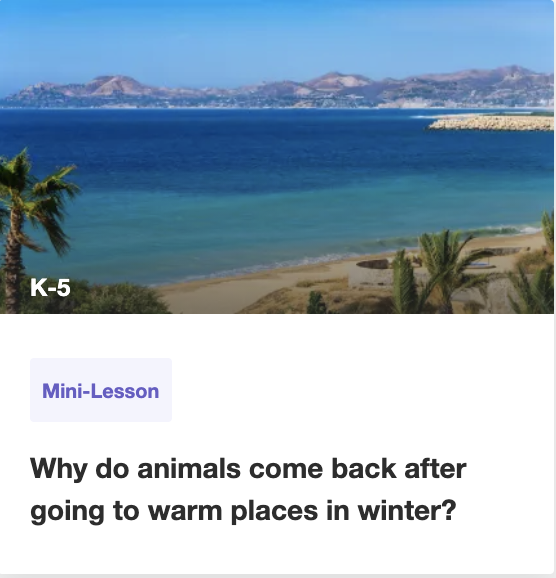 K-5
Mini-Lesson
Why do animals come back after
going to warm places in winter?